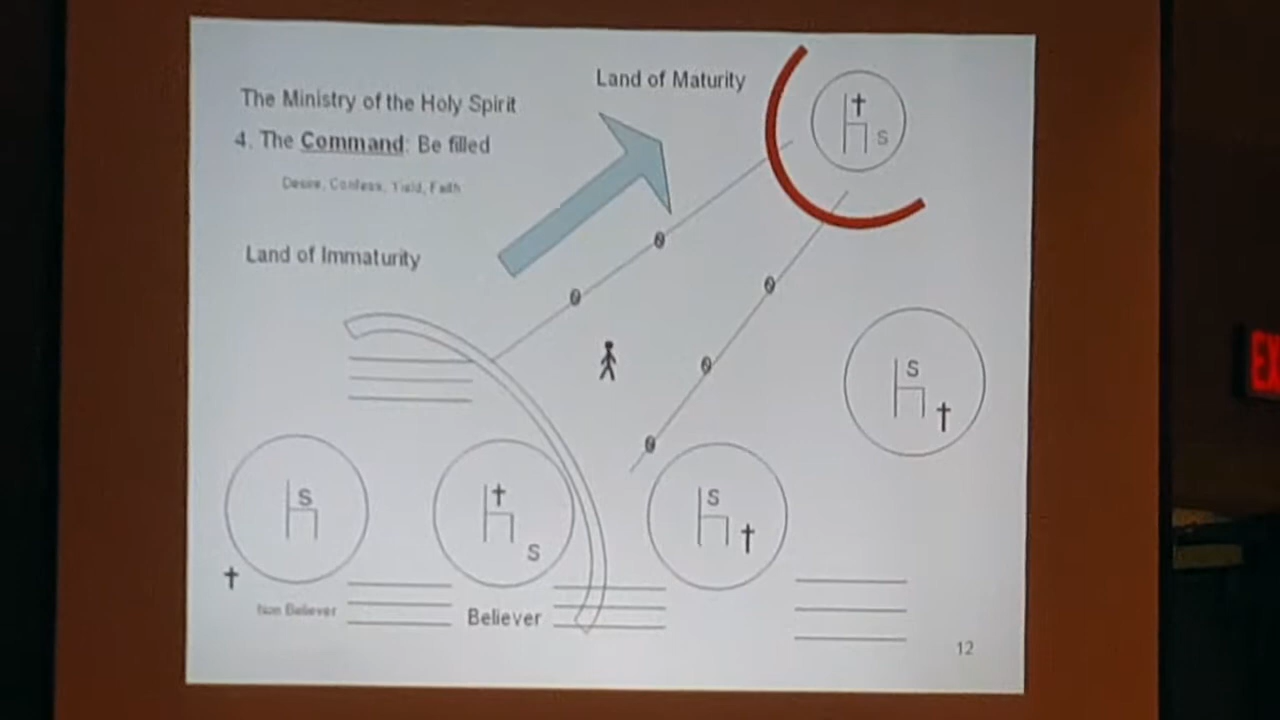 Land of Maturity
The Ministry of the Holy Spirit
4. The Command: Be filled
Desire, Confess, Yield, Faith
Land of Immaturity
S
S
S
S
S
Non Believer
Believer
12
EX